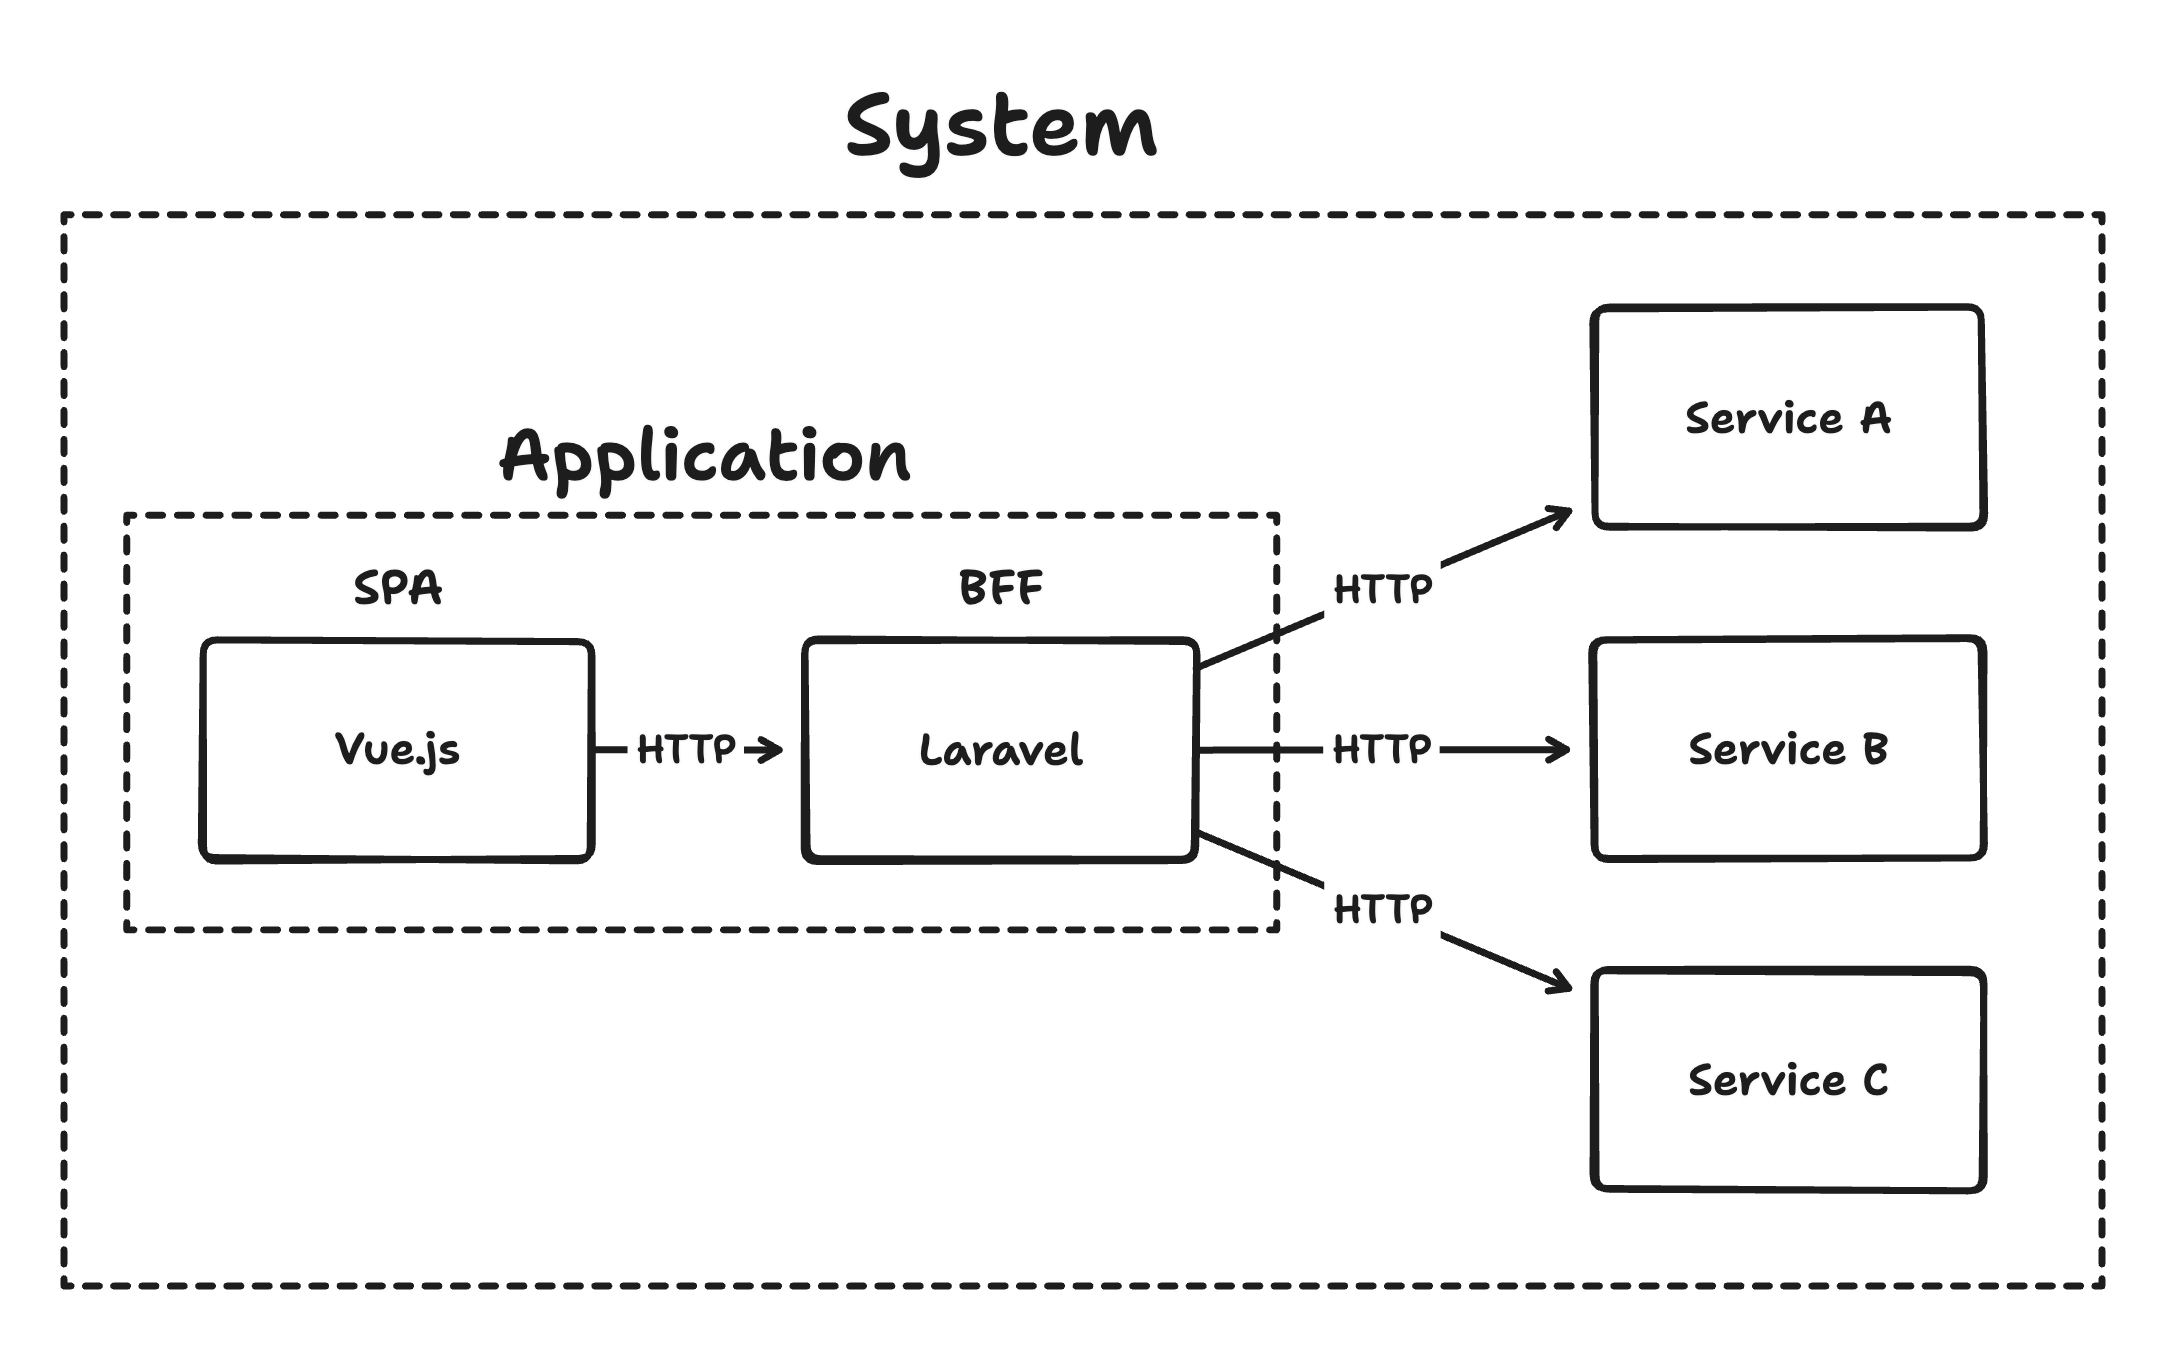 System
Application
SPA
BFF
Vue.js
HTTP
Laravel
HTTP
HTTP
HTTP
Service A
Service B
Service C